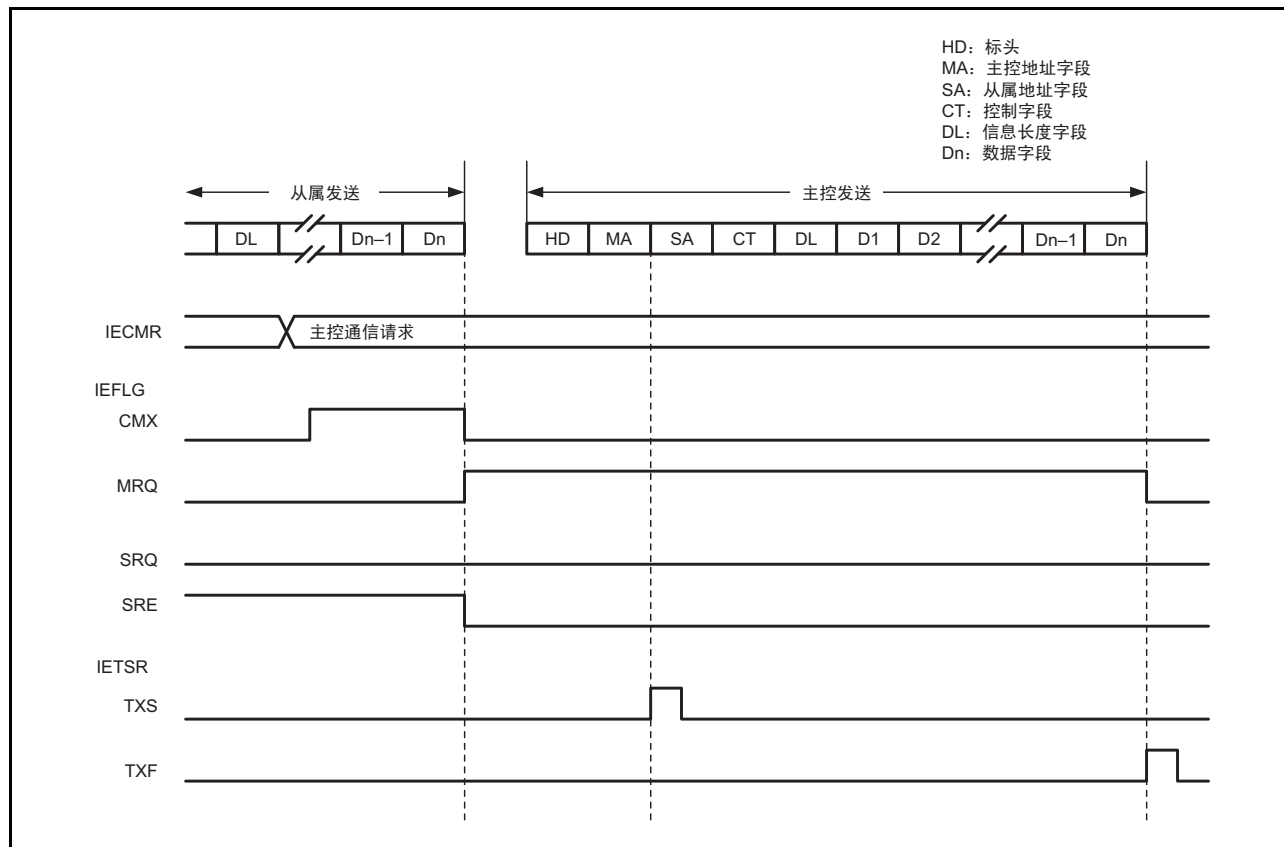 HD：标头
MA：主控地址字段
SA：从属地址字段
CT：控制字段
DL：信息长度字段
Dn：数据字段
从属发送 主控发送
DL Dn–1 Dn HD MA SA CT DL D1 D2 Dn–1 Dn
IECMR 主控通信请求
IEFLG
CMX
MRQ
SRQ
SRE
IETSR
TXS
TXF